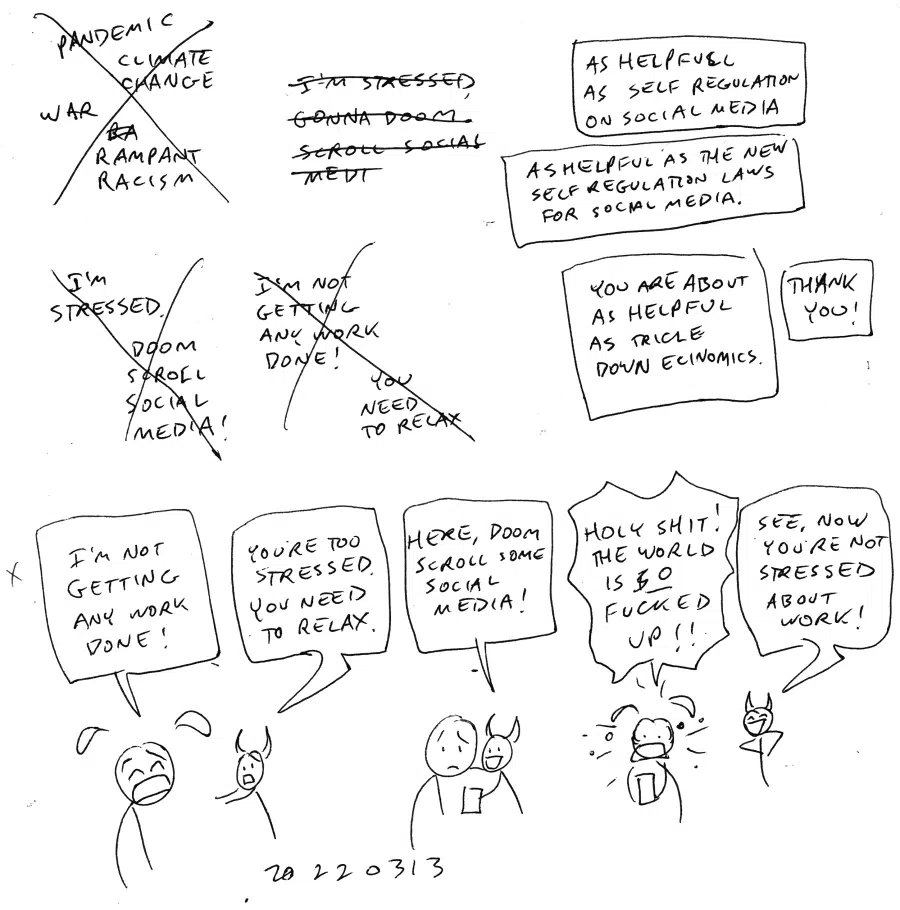 PANDEMIC
CLIMATE
CHANGE
WAR
RA
RAMPANT
RACISM
I'M STRESSED,
GONNA DOOM
SCROLL SOCIAL
MEDI
AS HELPFULL
AS SELF REGULATION
ON SOCIAL MEDIA
AS HELPFUL AS THE NEW
SELF REGULATION LAWS
FOR SOCIAL MEDIA.
I'M
STRESSED.
DOOM
SCROLL
SOCIAL
MEDIA!
I'M NOT
GETTING
ANY WORK
DONE!
YOU
NEED
TO RELAX
YOU ARE ABOUT
AS HELPFUL
AS TRICLE
DOWN ECINOMICS.
THANK
YOU!
X
I'M NOT
GETTING
ANY WORK
DONE!
YOU'RE TOO
STRESSED.
YOU NEED
TO RELAX.
HERE, DOOM
SCROLL SOME
SOCIAL
MEDIA!
HOLY SHIT!
THE WORLD
IS SO
FUCKED
UP!!
SEE, NOW
YOU'RE NOT
STRESSED
ABOUT
WORK!
20220313